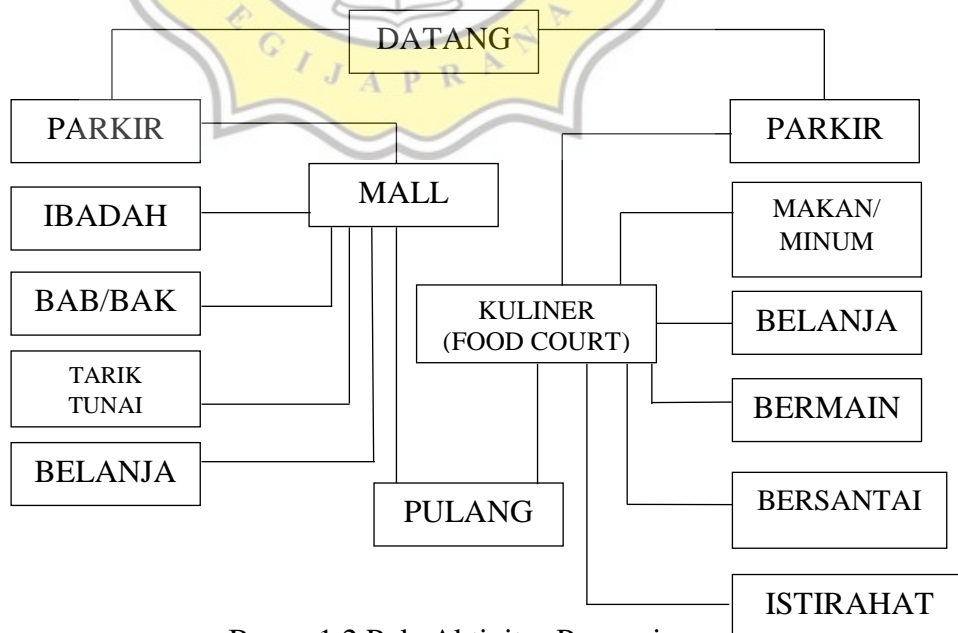 DATANG
EGIJAPRANA
PARKIR
PARKIR
MALL
IBADAH
MAKAN/
MINUM
BAB/BAK
KULINER
(FOOD COURT)
BELANJA
TARIK
TUNAI
BERMAIN
BELANJA
PULANG
BERSANTAI
ISTIRAHAT